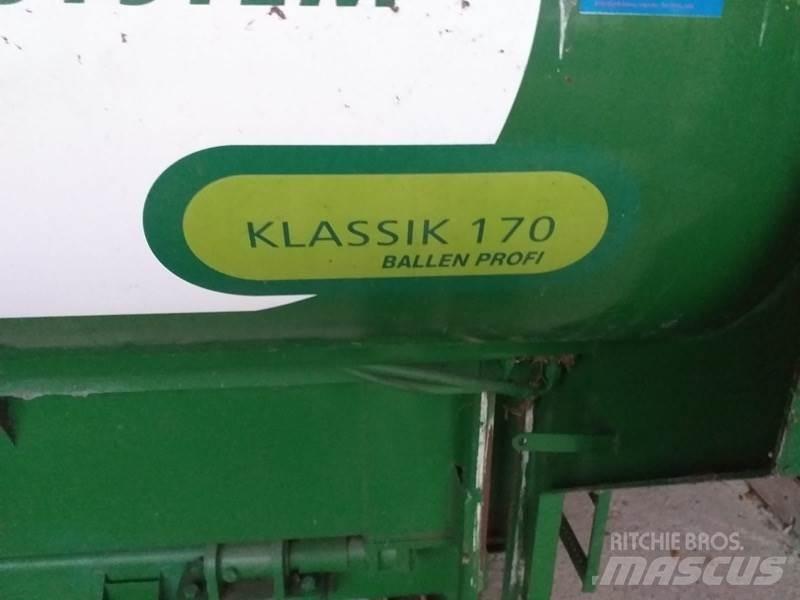 KLASSIK 170
BALLEN PROFI
RITCHIE BROS.
MASCUS